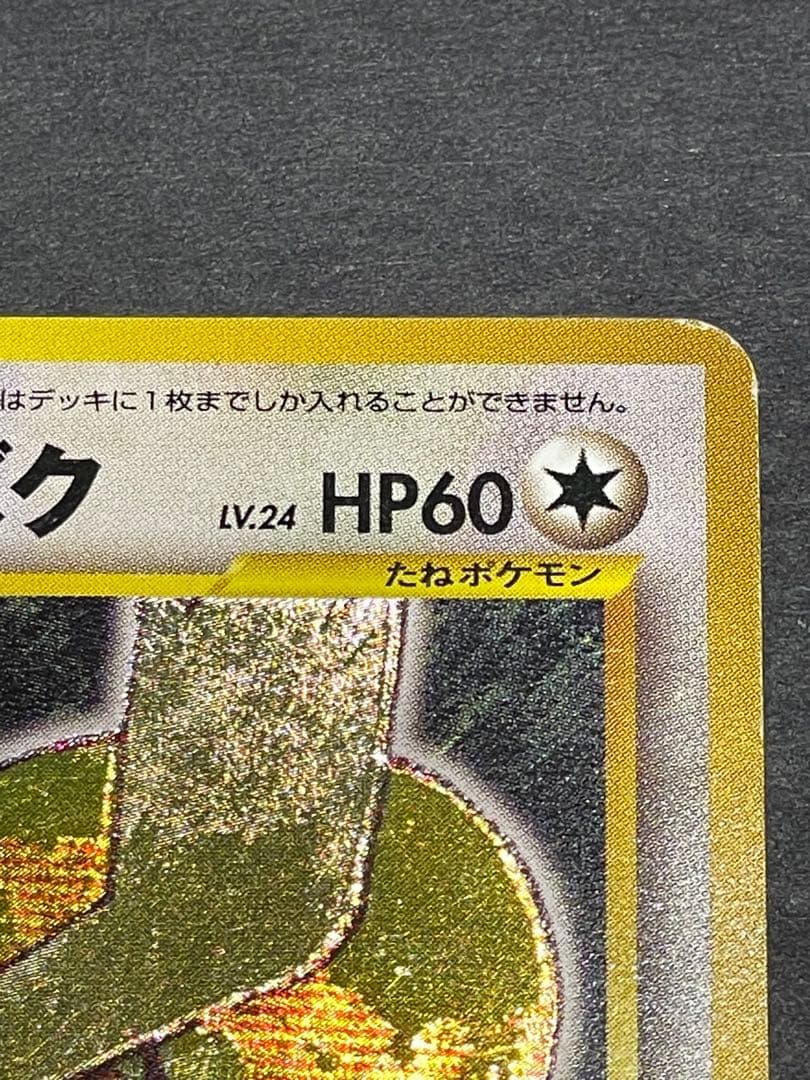 はデッキに1枚までしか入れることができません。
ク LV.24 HP60
たねポケモン